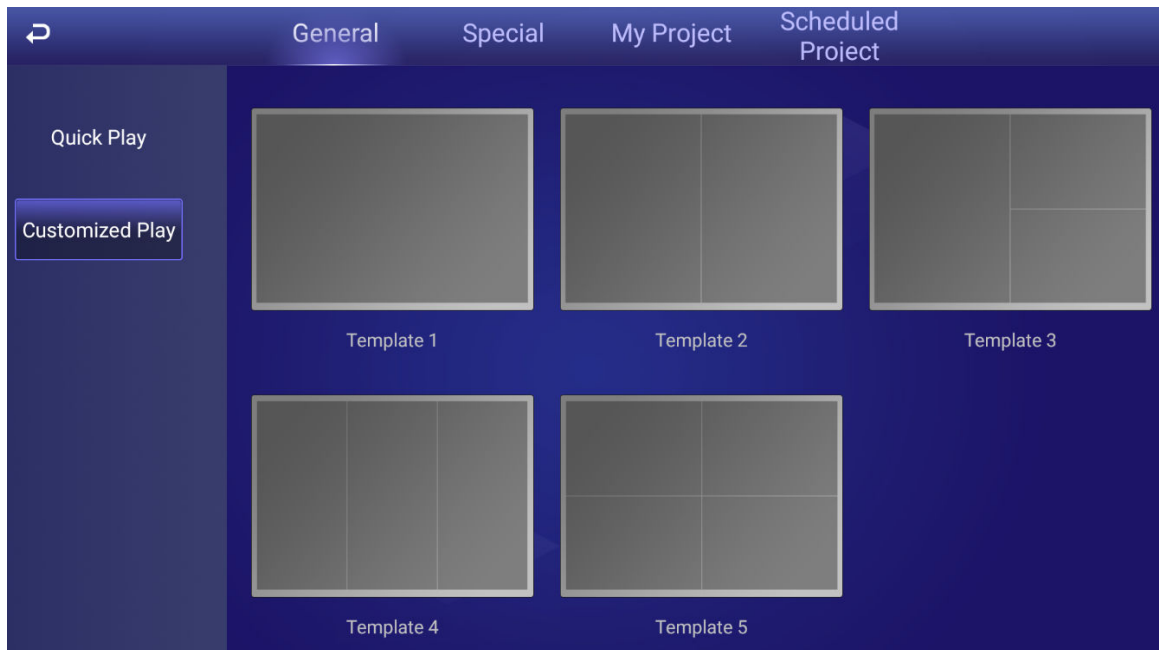 General
Special
My Project
Scheduled
Project
Quick Play
Customized Play
Template 1
Template 2
Template 3
Template 4
Template 5